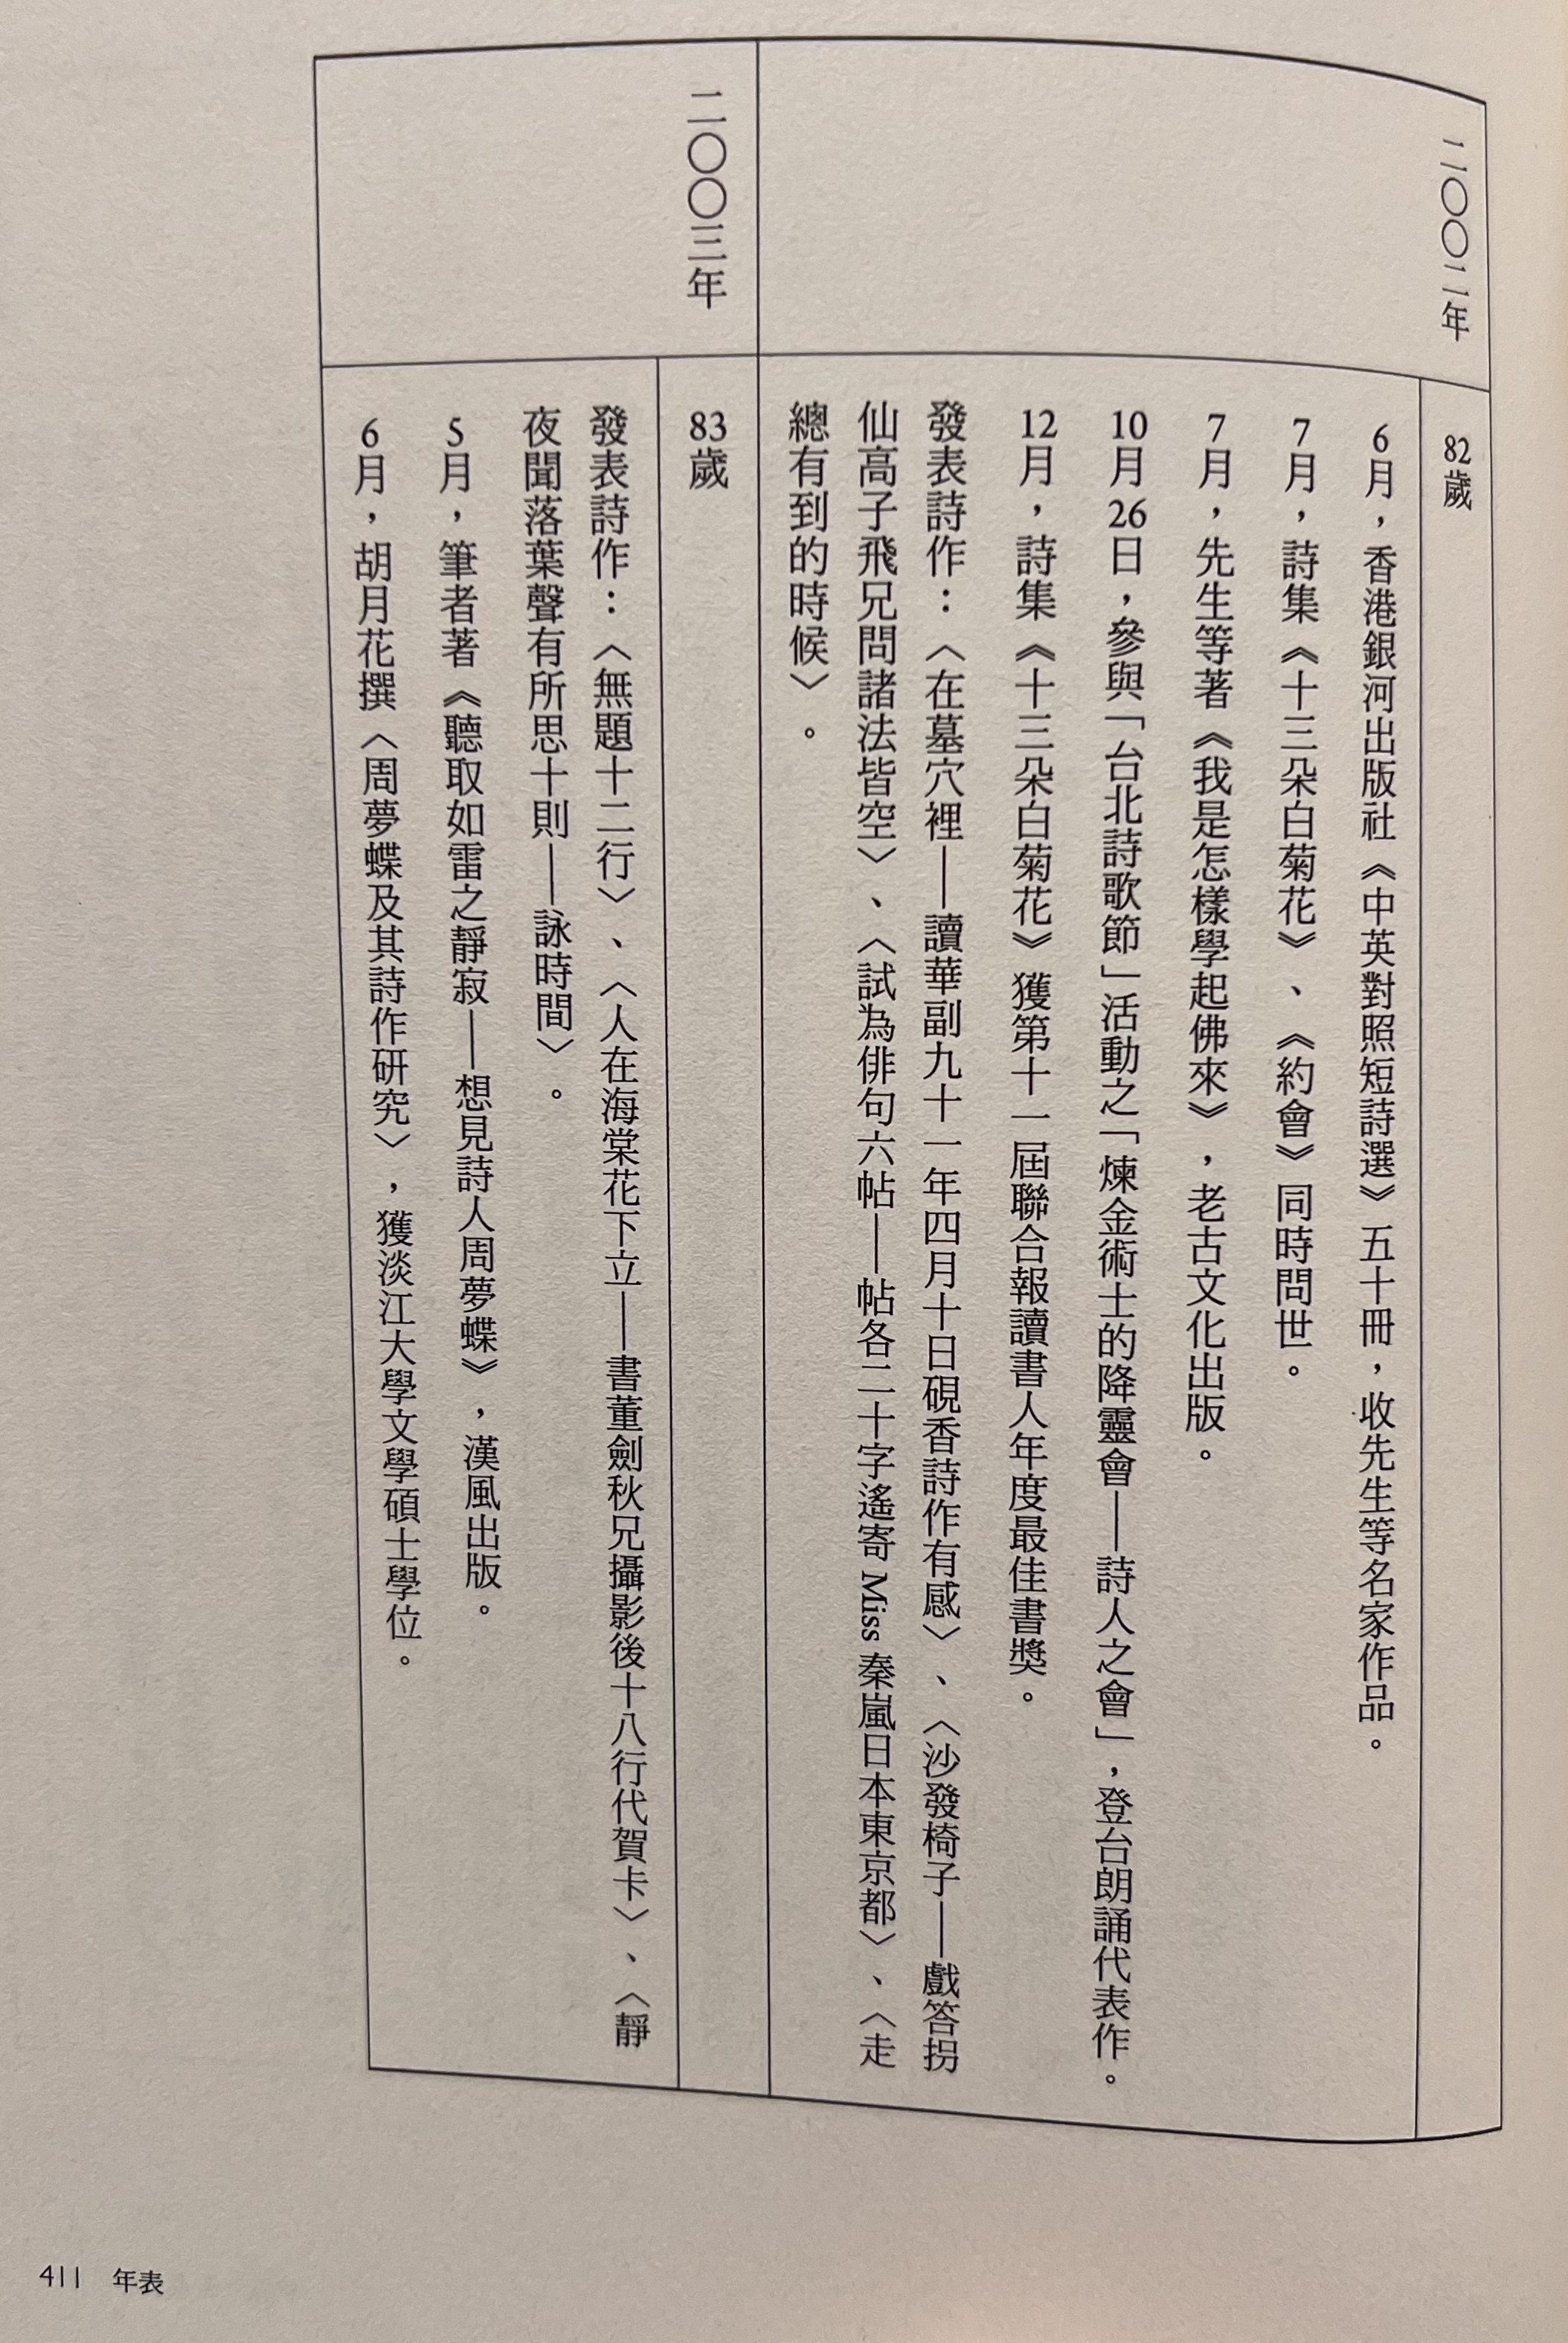 二〇〇二年
82歲
6月，香港銀河出版社《中英對照短詩選》五十冊，收先生等名家作品。
7月，詩集《十三朵白菊花》、《約會》同時問世。
7月，先生等著《我是怎樣學起佛來》，老古文化出版。
10月26日，參與「台北詩歌節」活動之「煉金術士的降靈會——詩人之會」，登台朗誦代表作。
12月，詩集《十三朵白菊花》獲第十一屆聯合報讀書人年度最佳書獎。
發表詩作：〈在墓穴裡——讀華副九十一年四月十日硯香詩作有感〉、〈沙發椅子——戲答拐
仙高子飛兄問諸法皆空〉、〈試為俳句六帖——帖各二十字遙寄 Miss 秦嵐日本東京都〉、〈走
總有到的時候〉。
二〇〇三年
83歲
發表詩作：〈無題十二行〉、〈人在海棠花下立——書董劍秋兄攝影後十八行代賀卡〉、〈靜
夜聞落葉聲有所思十則——詠時間〉。
5月，筆者著《聽取如雷之靜寂——想見詩人周夢蝶》，漢風出版。
6月，胡月花撰〈周夢蝶及其詩作研究〉，獲淡江大學文學碩士學位。
411 年表